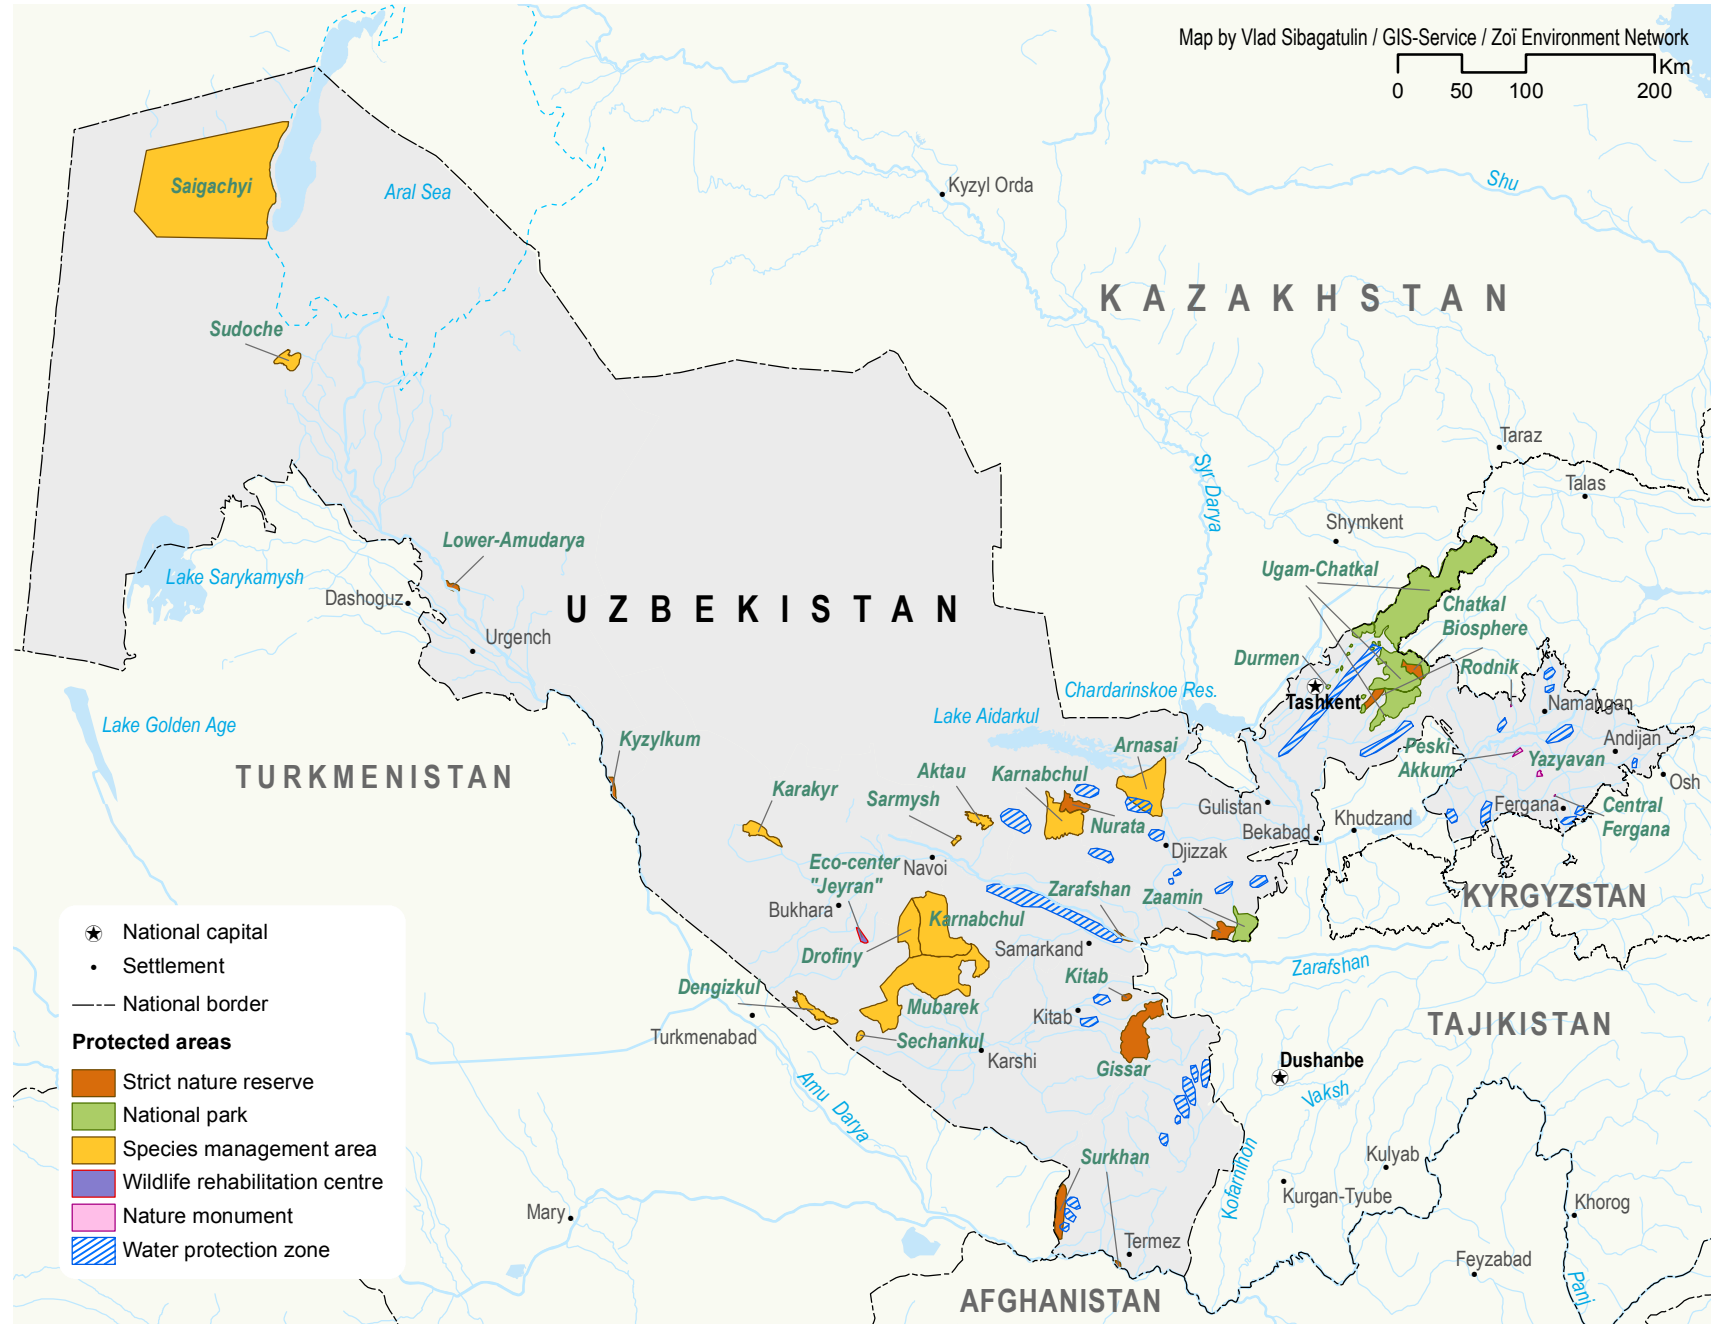 Map by Vlad Sibagatulin / GIS-Service / Zoï Environment Network
Km
0 50 100 200
Saigachyi
Aral Sea
Kyzyl Orda
Shu
KAZAKHSTAN
Sudoche
Taraz
Talas
Syr Darya
Shymkent
Lower-Amudarya
Lake Sarykamysh
Dashoguz
Urgench
UZBEKISTAN
Ugam-Chatkal
Chatkal
Biosphere
Durmen
Rodnik
Tashkent
Chardarinskoe Res.
Namangan
Lake Golden Age
Lake Aidarkul
Kyzylkum
Arnasai
Peski
Akkum
Yazyavan
Andijan
TURKMENISTAN
Aktau
Karnabchul
Osh
Karakyr
Sarmysh
Gulistan
Fergana
Central
Fergana
Nurata
Bekabad
Khudzand
Djizzak
Eco-center
"Jeyran"
Navoi
Zarafshan
Zaamin
KYRGYZSTAN
Bukhara
Karnabchul
Samarkand
Drofiny
Zarafshan
Kitab
Dengizkul
Mubarek
Kitab
TAJIKISTAN
Turkmenabad
Sechankul
Karshi
Gissar
Dushanbe
Vaksh
Amu Darya
Surkhan
Kofarnihon
Kulyab
Kurgan-Tyube
Khorog
Mary
Termez
Feyzabad
Panj
AFGHANISTAN
National capital
Settlement
National border
Protected areas
Strict nature reserve
National park
Species management area
Wildlife rehabilitation centre
Nature monument
Water protection zone